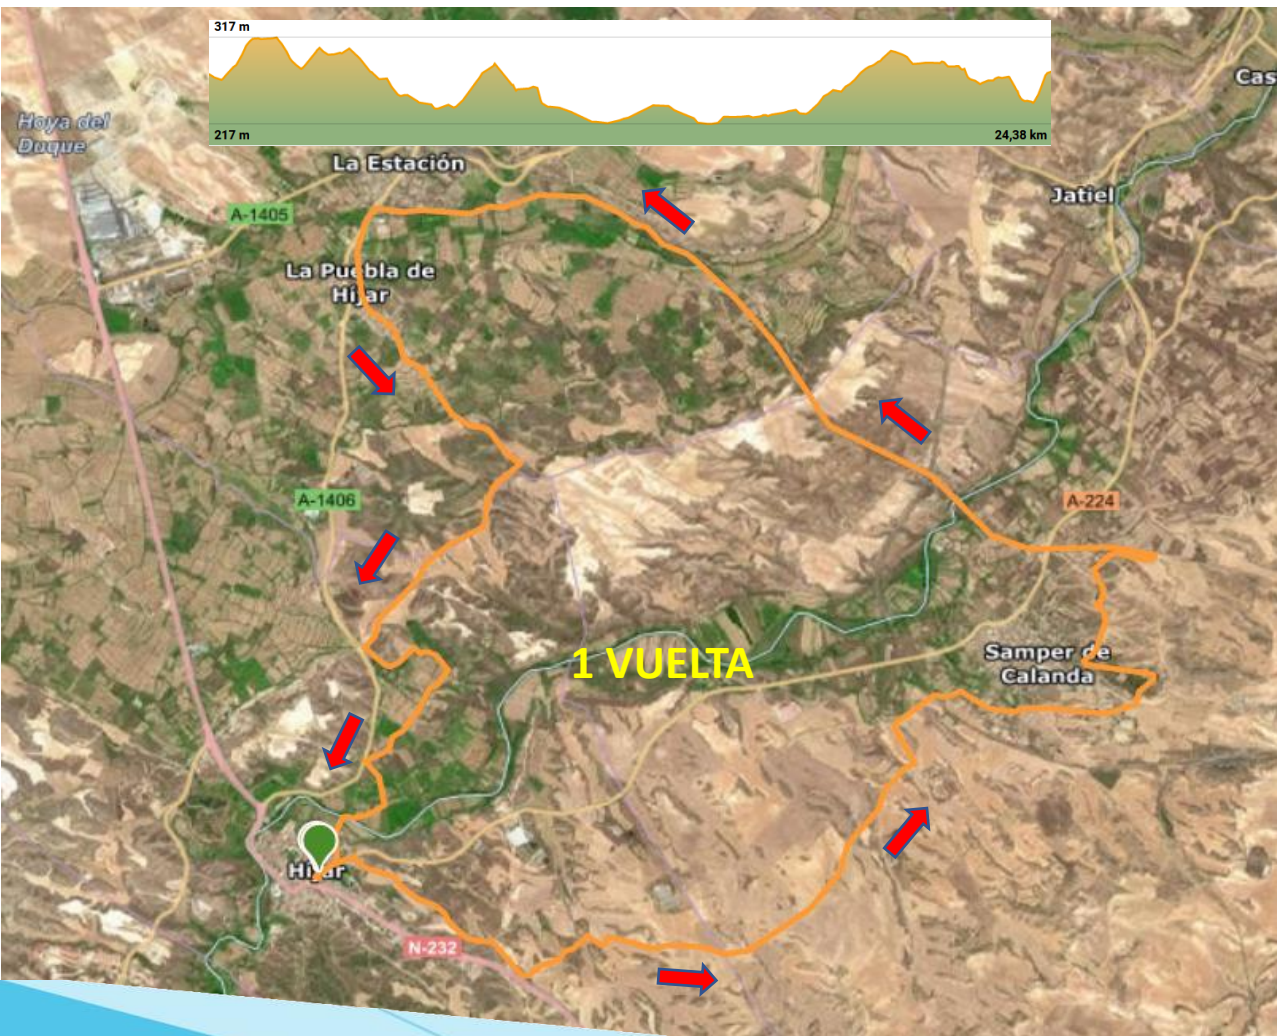 317 m
217 m
24,38 km
Hoya del
Duque
La Estación
Cas
Jatiel
A-1405
La Puebla de
Híjar
A-1406
A-224
1 VUELTA
Samper de
Calanda
Híjar
N-232